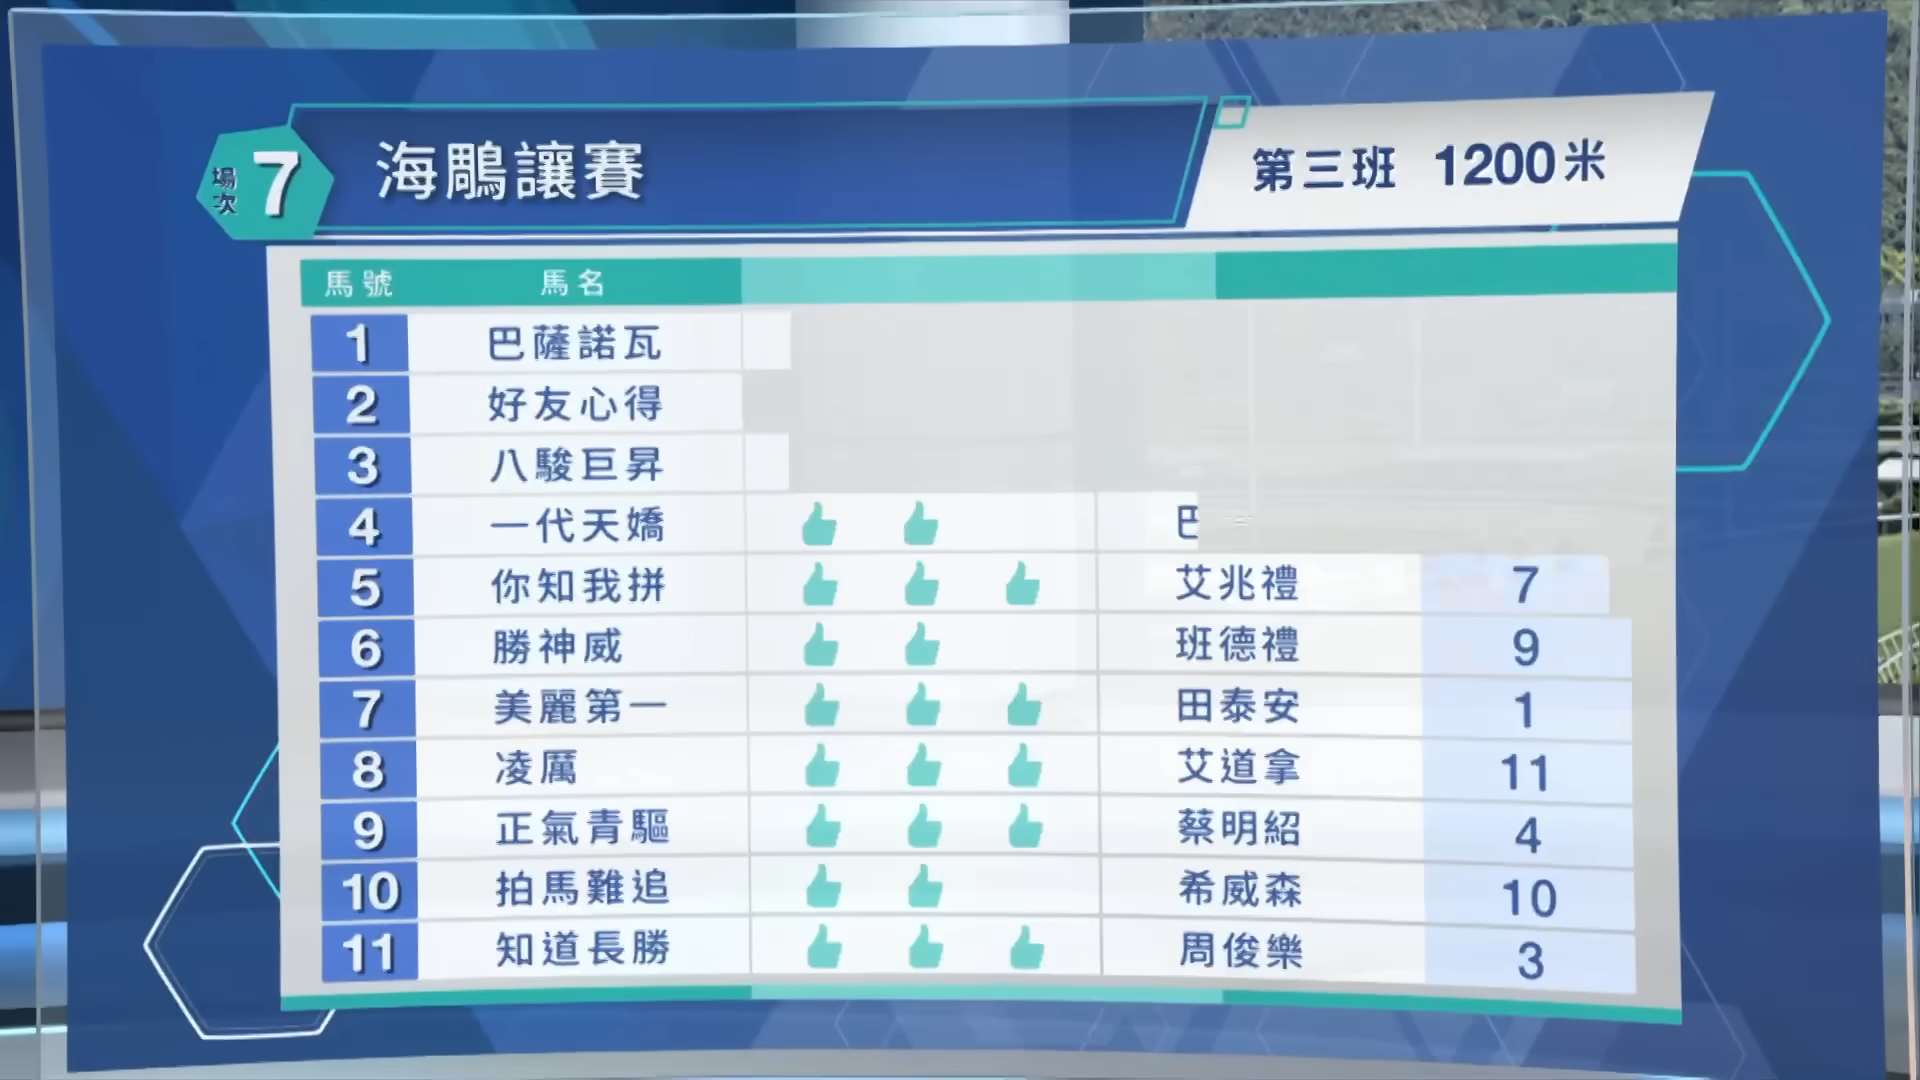 場次 7 海鵰讓賽 第三班 1200米
馬號 馬名
1 巴薩諾瓦
2 好友心得
3 八駿巨昇
4 一代天嬌 巴
5 你知我拼 艾兆禮 7
6 勝神威 班德禮 9
7 美麗第一 田泰安 1
8 凌厲 艾道拿 11
9 正氣青驅 蔡明紹 4
10 拍馬難追 希威森 10
11 知道長勝 周俊樂 3